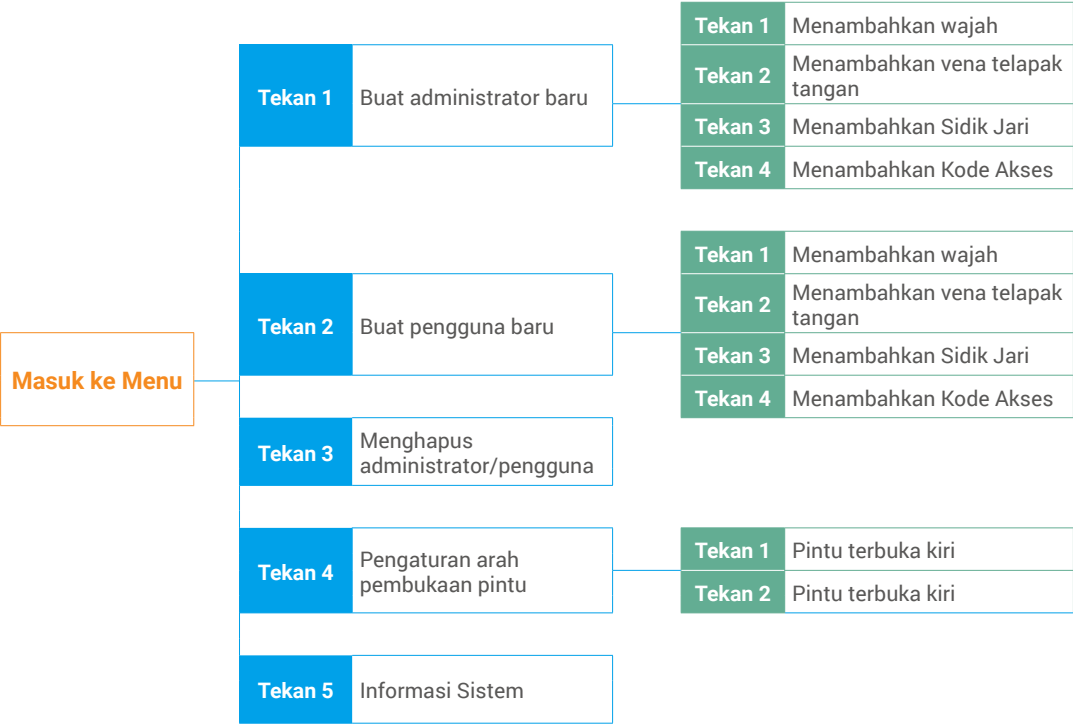 Masuk ke Menu
Tekan 1
Buat administrator baru
Tekan 1
Menambahkan wajah
Tekan 2
Menambahkan vena telapak
tangan
Tekan 3
Menambahkan Sidik Jari
Tekan 4
Menambahkan Kode Akses
Tekan 2
Buat pengguna baru
Tekan 1
Menambahkan wajah
Tekan 2
Menambahkan vena telapak
tangan
Tekan 3
Menambahkan Sidik Jari
Tekan 4
Menambahkan Kode Akses
Tekan 3
Menghapus
administrator/pengguna
Tekan 4
Pengaturan arah
pembukaan pintu
Tekan 1
Pintu terbuka kiri
Tekan 2
Pintu terbuka kiri
Tekan 5
Informasi Sistem